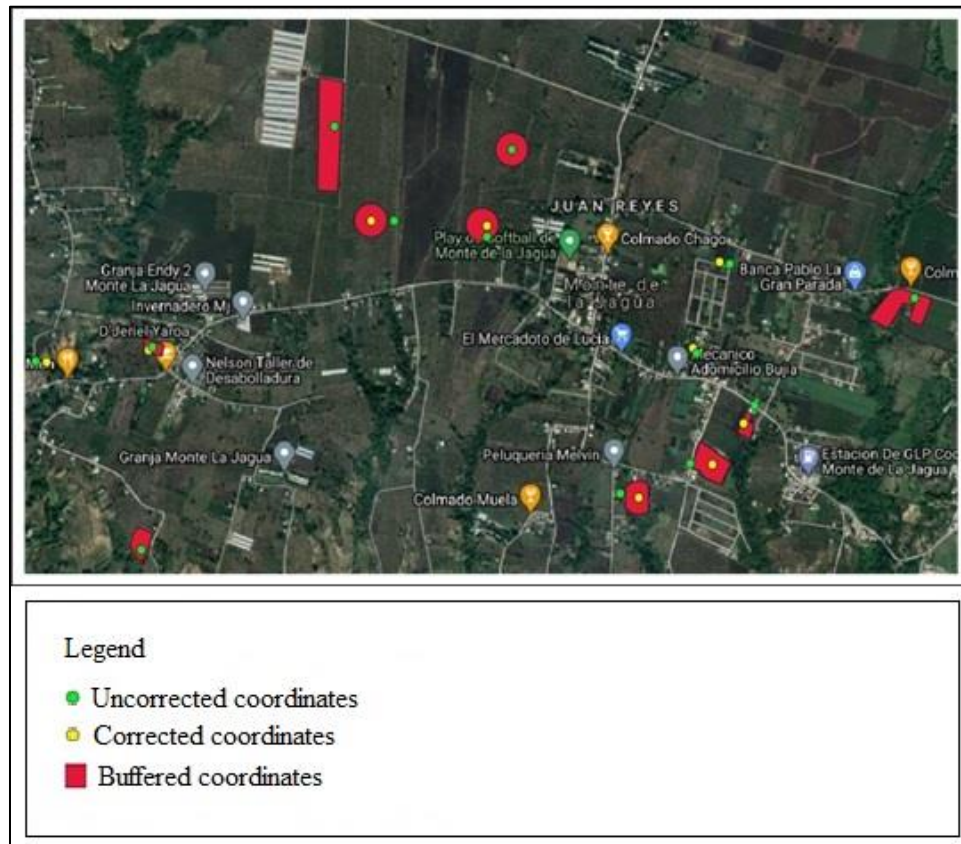 JUAN REYES
Play de Softball de
Monte de la Jagua
Colmado Chago
Granja Endy 2
Monte La Jagua
Banca Pablo La
Gran Parada
Colm
Invernadero Mj
Monte de
la Jagua
D'Jeriel Yaroa
El Mercadoto de Lucia
Nelson Taller de
Desabolladura
Mecanico
Adomicilio Bujia
Granja Monte La Jagua
Peluqueria Melvin
Estacion De GLP Coo
Monte de La Jagua
Colmado Muela
Legend
Uncorrected coordinates
Corrected coordinates
Buffered coordinates